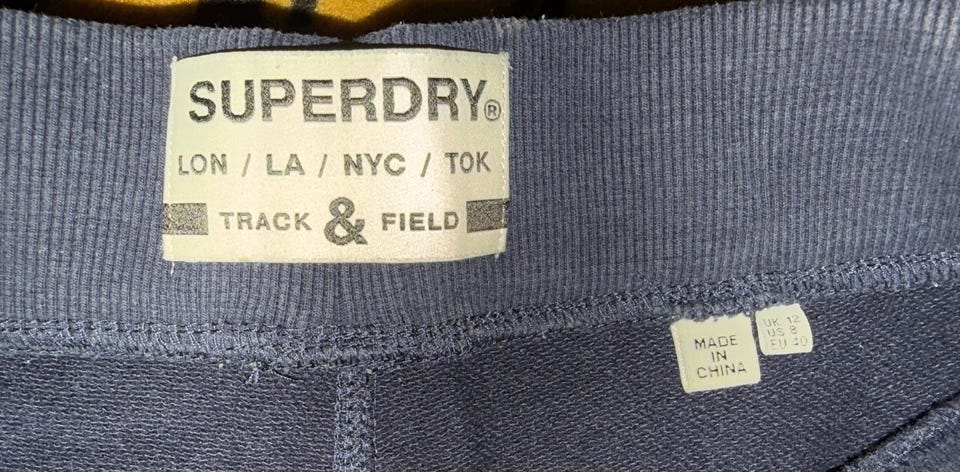 SUPERDRY®
LON / LA / NYC / TOK
TRACK & FIELD
MADE
IN
CHINA
UK 12
US 8
EU 40